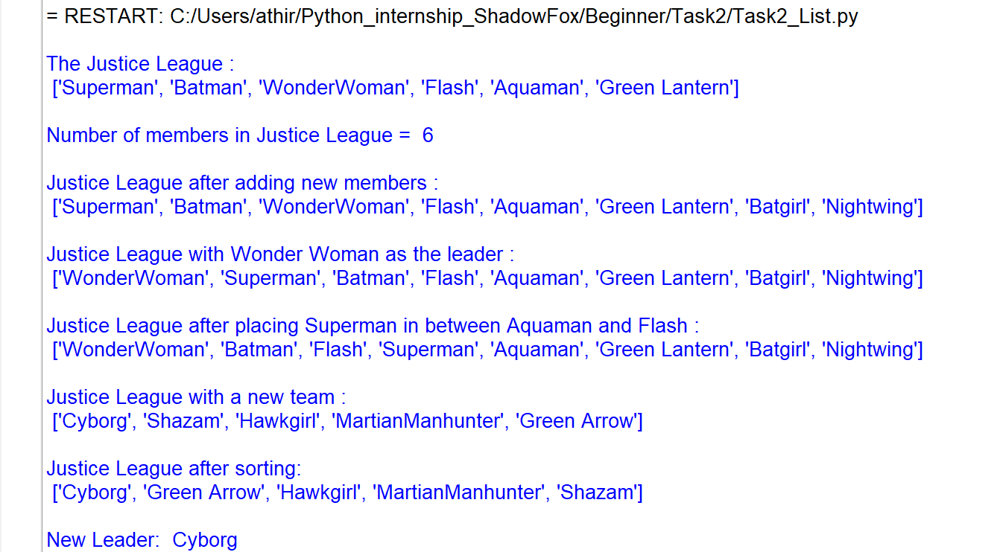 = RESTART: C:/Users/athir/Python_internship_ShadowFox/Beginner/Task2/Task2_List.py
The Justice League :
['Superman', 'Batman', 'WonderWoman', 'Flash', 'Aquaman', 'Green Lantern']
Number of members in Justice League =  6
Justice League after adding new members :
['Superman', 'Batman', 'WonderWoman', 'Flash', 'Aquaman', 'Green Lantern', 'Batgirl', 'Nightwing']
Justice League with Wonder Woman as the leader :
['WonderWoman', 'Superman', 'Batman', 'Flash', 'Aquaman', 'Green Lantern', 'Batgirl', 'Nightwing']
Justice League after placing Superman in between Aquaman and Flash :
['WonderWoman', 'Batman', 'Flash', 'Superman', 'Aquaman', 'Green Lantern', 'Batgirl', 'Nightwing']
Justice League with a new team :
['Cyborg', 'Shazam', 'Hawkgirl', 'MartianManhunter', 'Green Arrow']
Justice League after sorting:
['Cyborg', 'Green Arrow', 'Hawkgirl', 'MartianManhunter', 'Shazam']
New Leader:  Cyborg